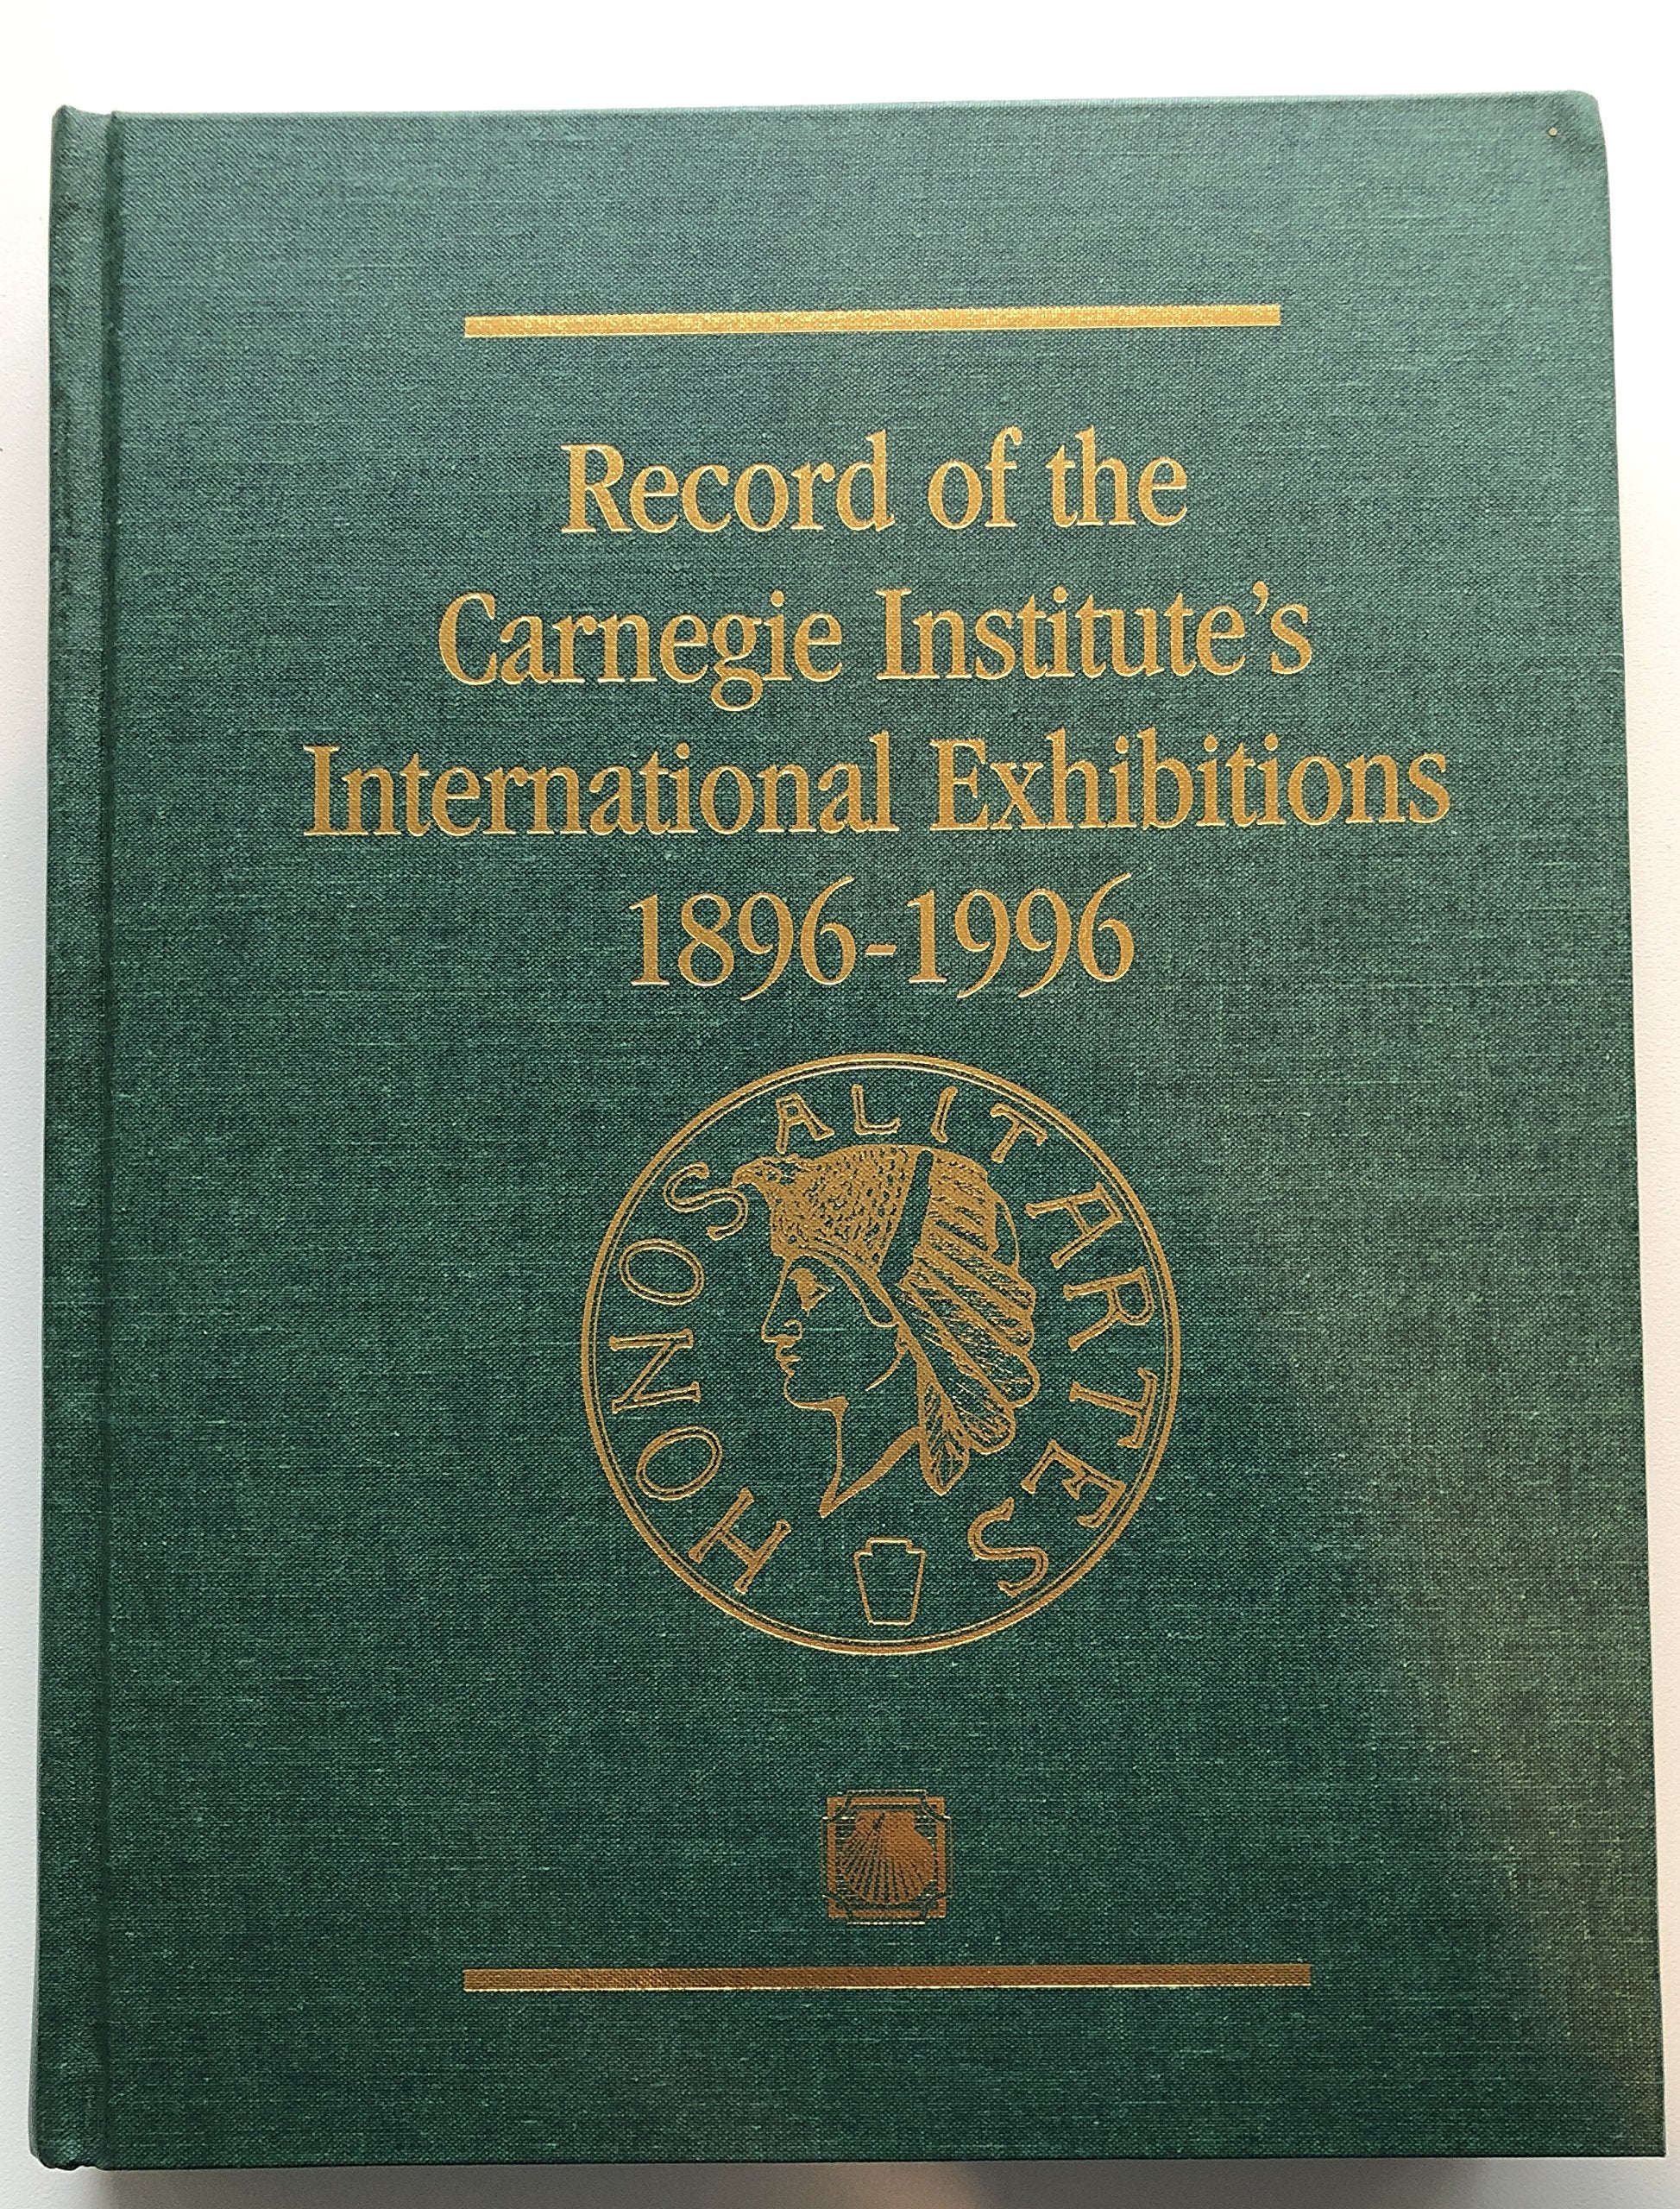 Record of the
Carnegie Institute's
International Exhibitions
1896-1996
HONOS ALIT ARTES